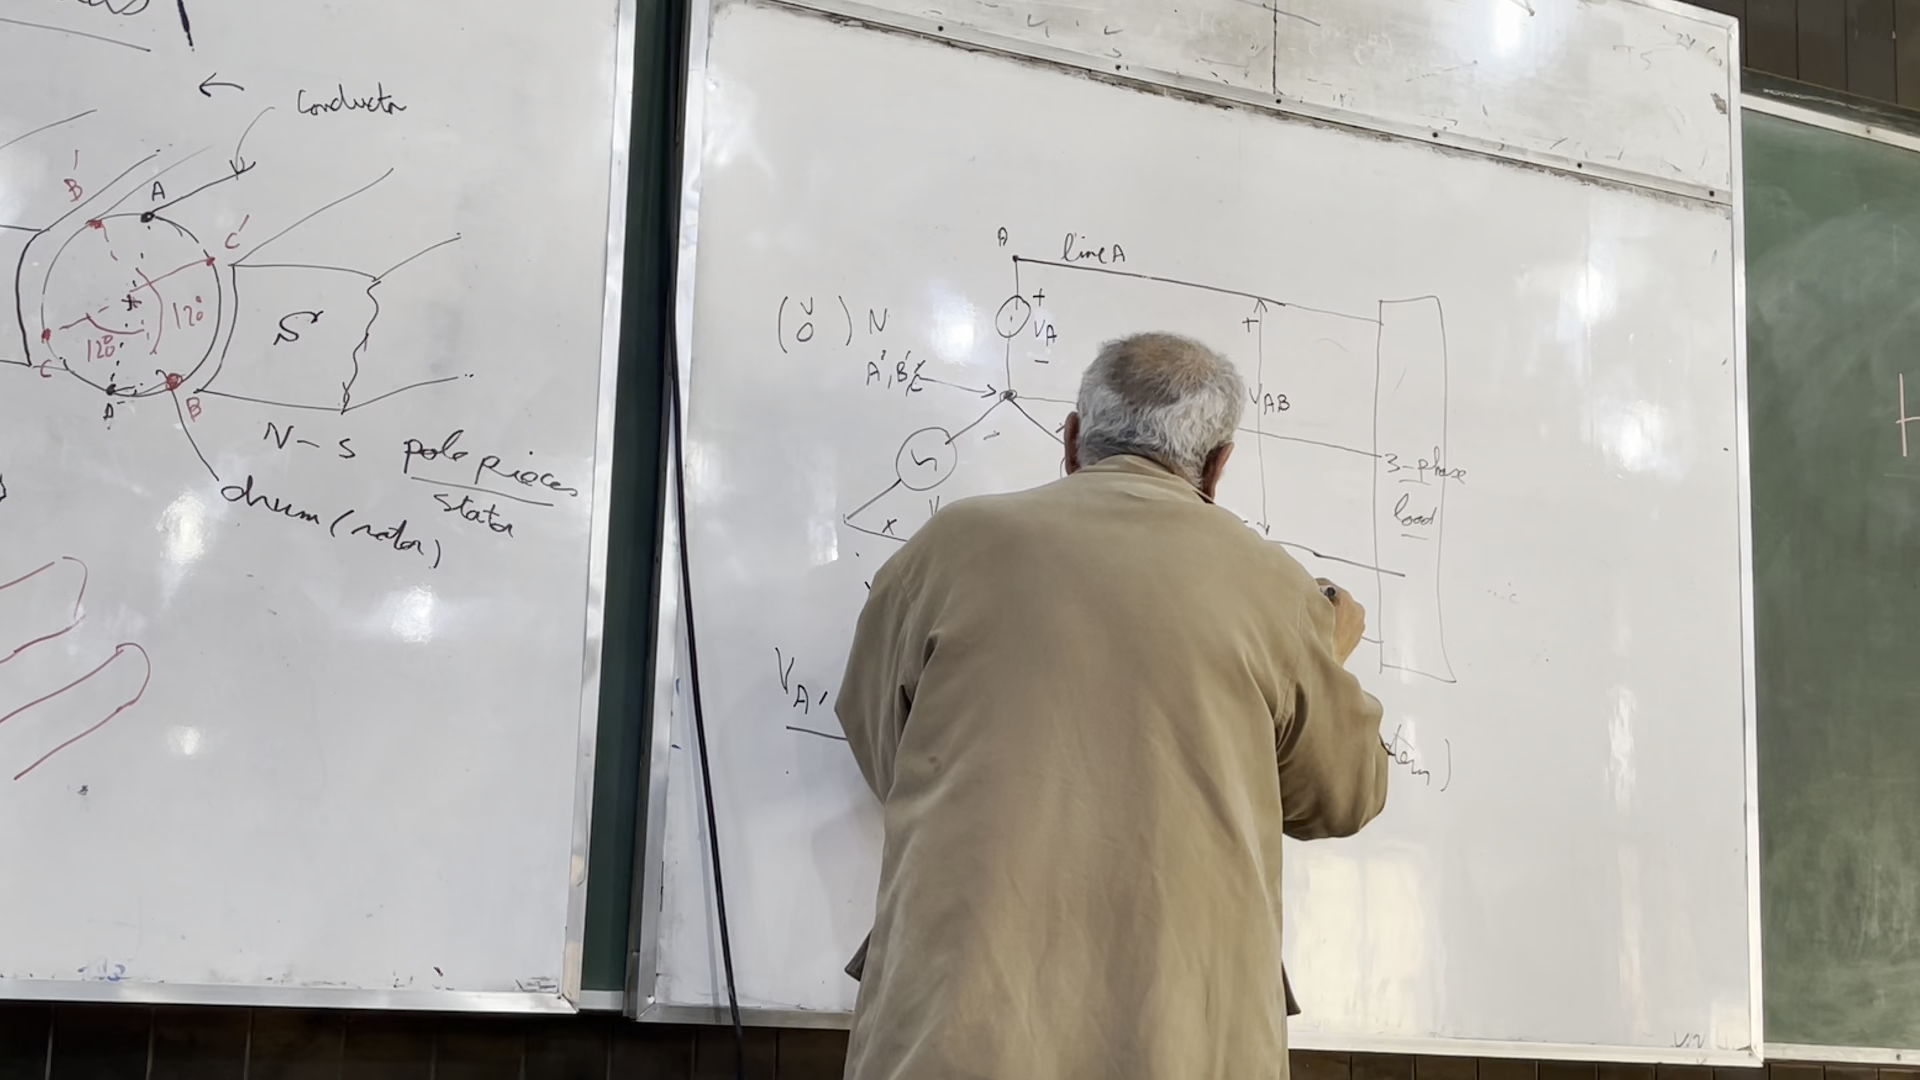 Conductor
B'
A
C'
120°
120°
C
A'
B
S
N-S pole pieces
stator
drum (rotor)
A
line A
+
VA
-
N
A', B', C'
+
VAB
3-phase
load
VA,